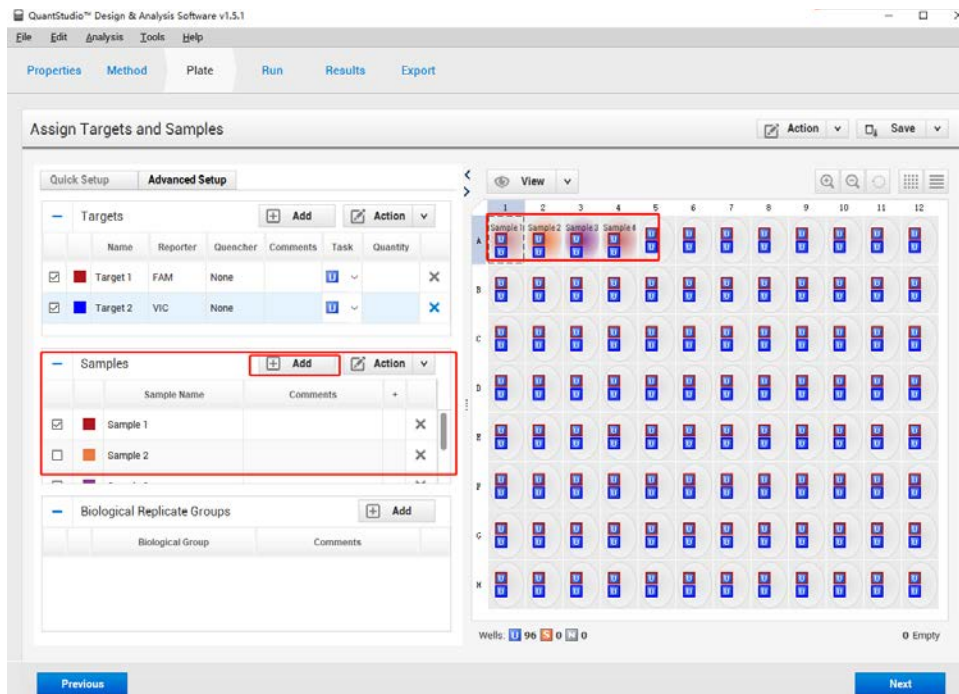 QuantStudio™ Design & Analysis Software v1.5.1
File Edit Analysis Tools Help
Properties Method Plate Run Results Export
Assign Targets and Samples
Action
Save
Quick Setup
Advanced Setup
View
Targets
Add
Action
Name Reporter Quencher Comments Task Quantity
Target 1 FAM None U
Target 2 VIC None U
Samples
Add
Action
Sample Name Comments +
Sample 1
Sample 2
Biological Replicate Groups
Add
Biological Group Comments
1 2 3 4 5 6 7 8 9 10 11 12
Sample 1 Sample 2 Sample 3 Sample 4
A U U U U U U U U U U U U
U U U U U U U U U U U U
B U U U U U U U U U U U U
U U U U U U U U U U U U
C U U U U U U U U U U U U
U U U U U U U U U U U U
D U U U U U U U U U U U U
U U U U U U U U U U U U
E U U U U U U U U U U U U
U U U U U U U U U U U U
F U U U U U U U U U U U U
U U U U U U U U U U U U
G U U U U U U U U U U U U
U U U U U U U U U U U U
H U U U U U U U U U U U U
U U U U U U U U U U U U
Wells: U 96 S 0 N 0
0 Empty
Previous
Next